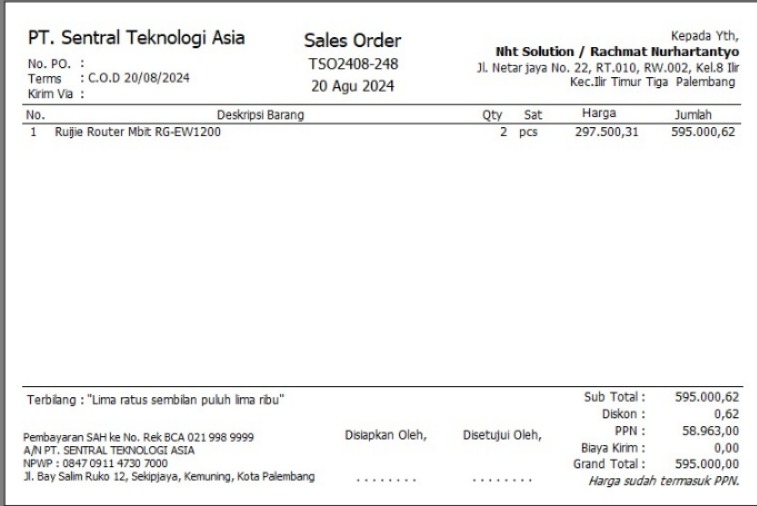 PT. Sentral Teknologi Asia
No. PO. :
Terms : C.O.D 20/08/2024
Kirim Via :
Sales Order
TSO2408-248
20 Agu 2024
Kepada Yth,
Nht Solution / Rachmat Nurhartantyo
Jl. Netar jaya No. 22, RT.010, RW.002, Kel.8 Ilir
Kec.Ilir Timur Tiga Palembang
No. Deskripsi Barang Qty Sat Harga Jumlah
1 Ruijie Router Mbit RG-EW1200 2 pcs 297.500,31 595.000,62
Terbilang : "Lima ratus sembilan puluh lima ribu"
Pembayaran SAH ke No. Rek BCA 021 998 9999
A/N PT. SENTRAL TEKNOLOGI ASIA
NPWP : 0847 0911 4730 7000
Jl. Bay Salim Ruko 12, Sekipjaya, Kemuning, Kota Palembang
Disiapkan Oleh, Disetujui Oleh,
. . . . . . . . . . . . . . . .
Sub Total : 595.000,62
Diskon : 0,62
PPN : 58.963,00
Biaya Kirim : 0,00
Grand Total : 595.000,00
Harga sudah termasuk PPN.